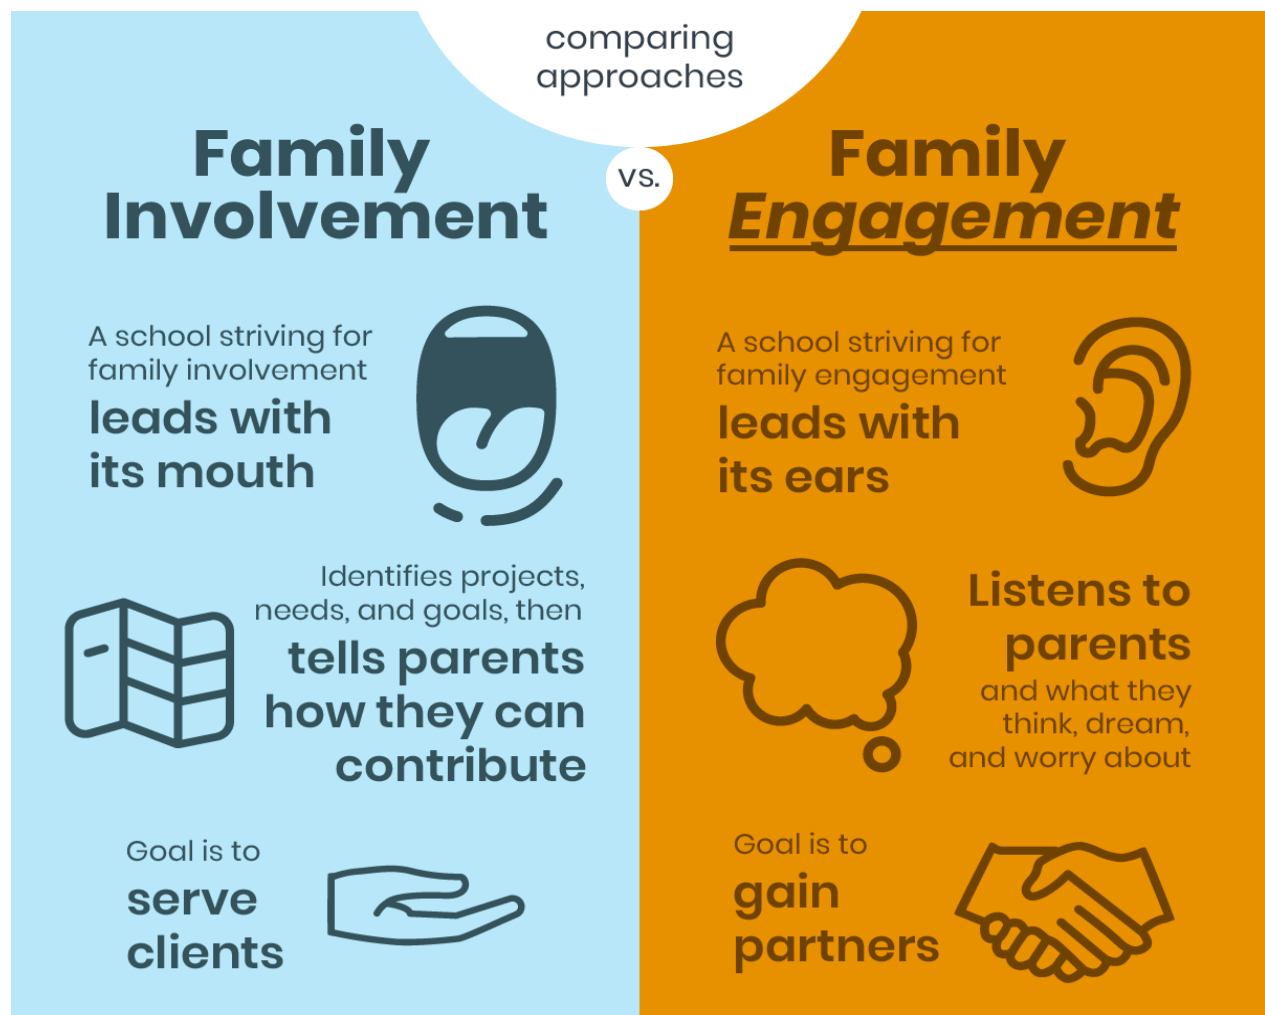 comparing
approaches
vs.
Family
Involvement
A school striving for
family involvement
leads with
its mouth
Identifies projects,
needs, and goals, then
tells parents
how they can
contribute
Goal is to
serve
clients
Family
Engagement
A school striving for
family engagement
leads with
its ears
Listens to
parents
and what they
think, dream,
and worry about
Goal is to
gain
partners